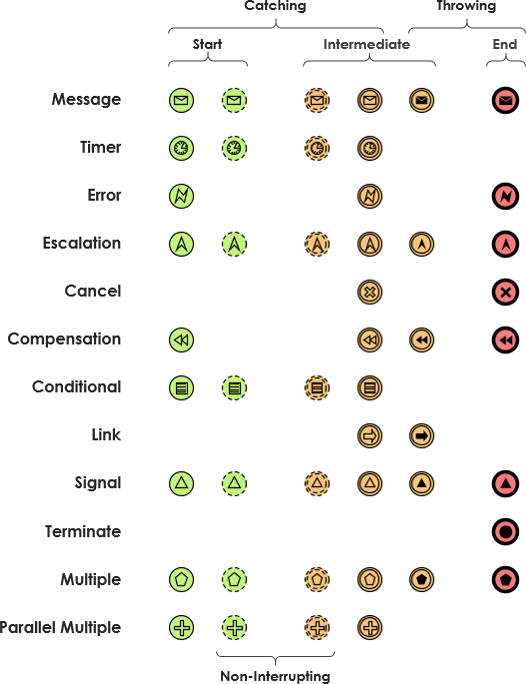 Catching
Throwing
Start
Intermediate
End
Message
Timer
Error
Escalation
Cancel
Compensation
Conditional
Link
Signal
Terminate
Multiple
Parallel Multiple
Non-Interrupting